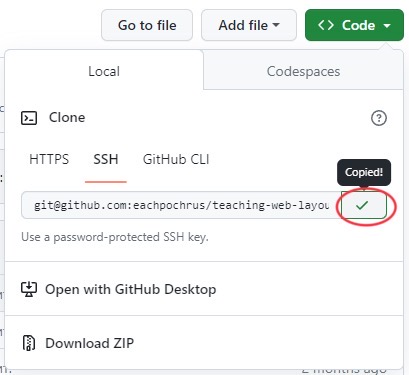 Go to file Add file <> Code
Local Codespaces
Clone
HTTPS SSH GitHub CLI
Copied!
git@github.com:eachpochrus/teaching-web-layou
Use a password-protected SSH key.
Open with GitHub Desktop
Download ZIP
2 months ago